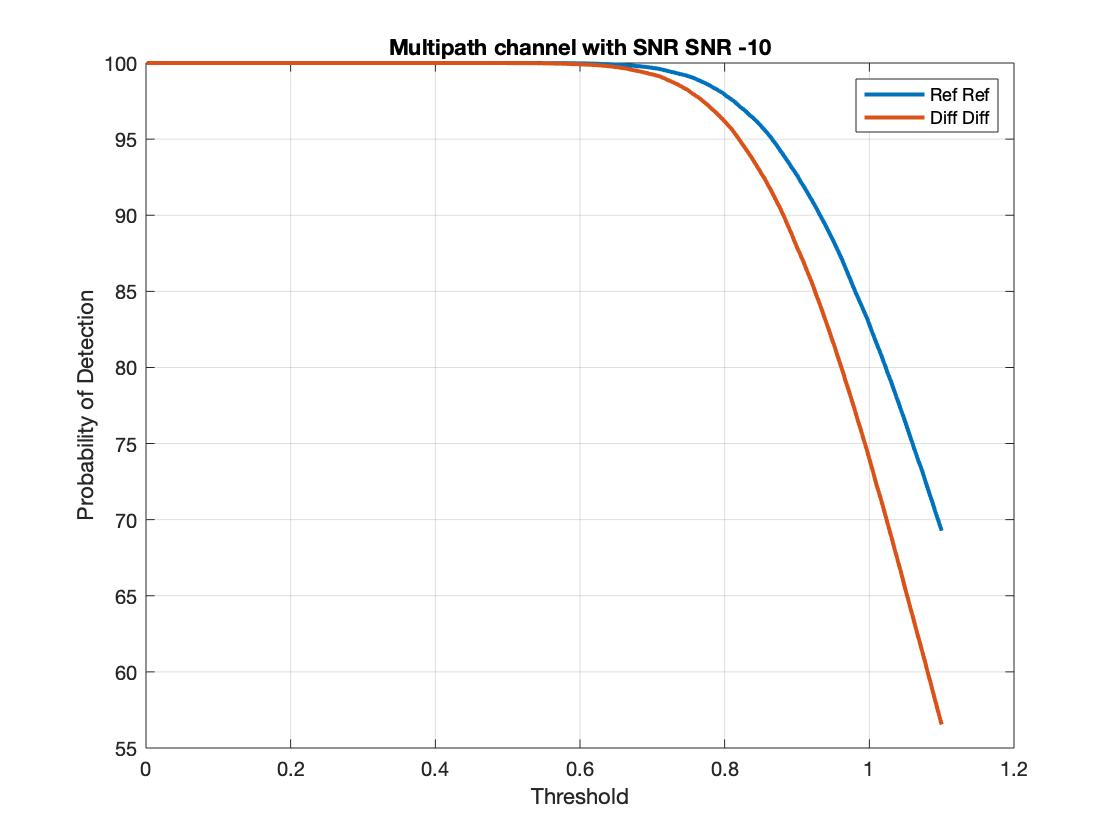 Multipath channel with SNR SNR -10
100
95
90
85
80
75
70
65
60
55
Probability of Detection
Ref Ref
Diff Diff
0 0.2 0.4 0.6 0.8 1 1.2
Threshold